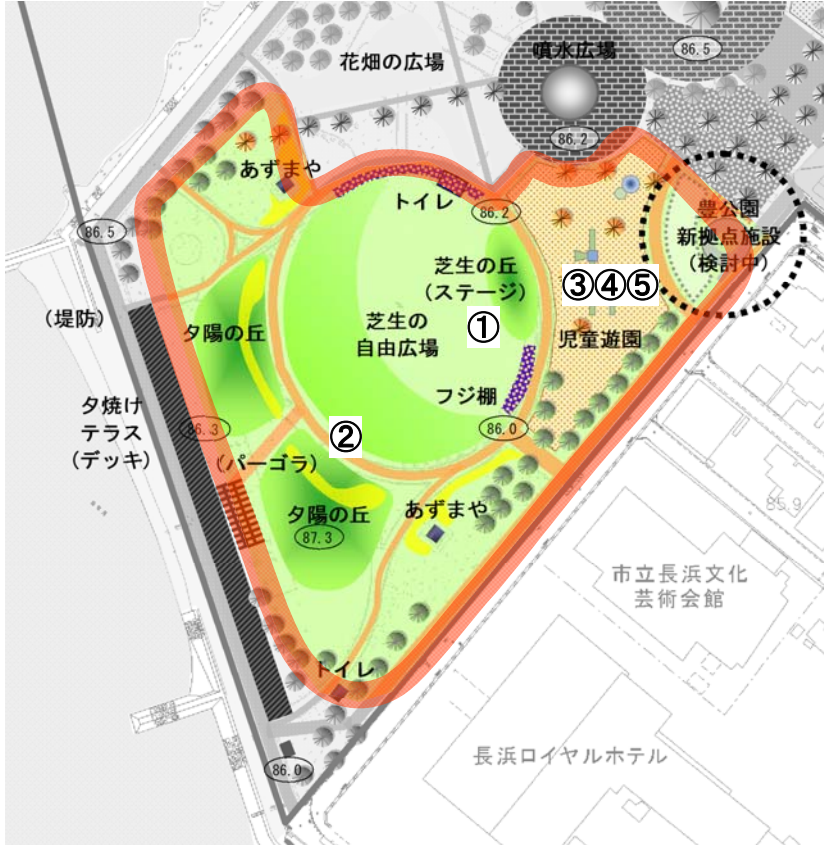 噴水広場
86.5
花畑の広場
86.2
あずまや
トイレ
86.2
豊公園
新拠点施設
(検討中)
86.5
芝生の丘
(ステージ)
③④⑤
(堤防)
夕陽の丘
芝生の
自由広場
①
児童遊園
フジ棚
夕焼け
テラス
(デッキ)
86.3
②
86.0
(パーゴラ)
夕陽の丘
87.3
あずまや
85.9
市立長浜文化
芸術会館
トイレ
長浜ロイヤルホテル
86.0